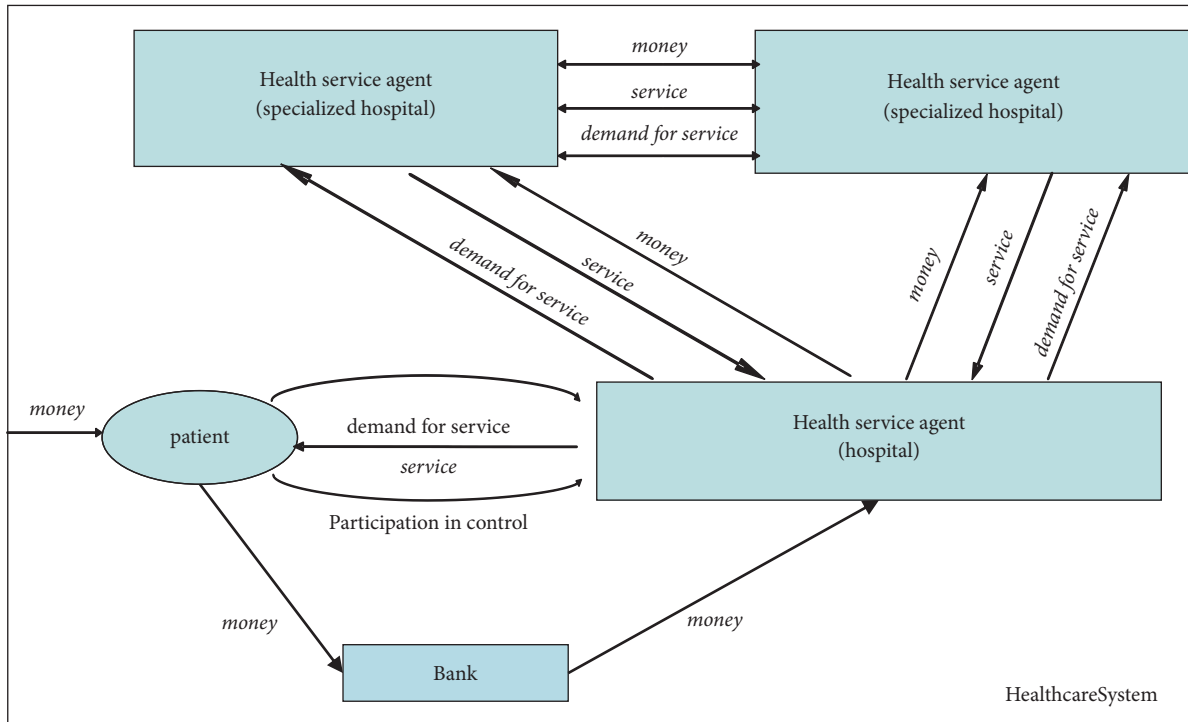 Health service agent
(specialized hospital)
money
service
demand for service
Health service agent
(specialized hospital)
demand for service
service
money
money
service
demand for service
money
patient
demand for service
service
Participation in control
Health service agent
(hospital)
money
money
Bank
HealthcareSystem